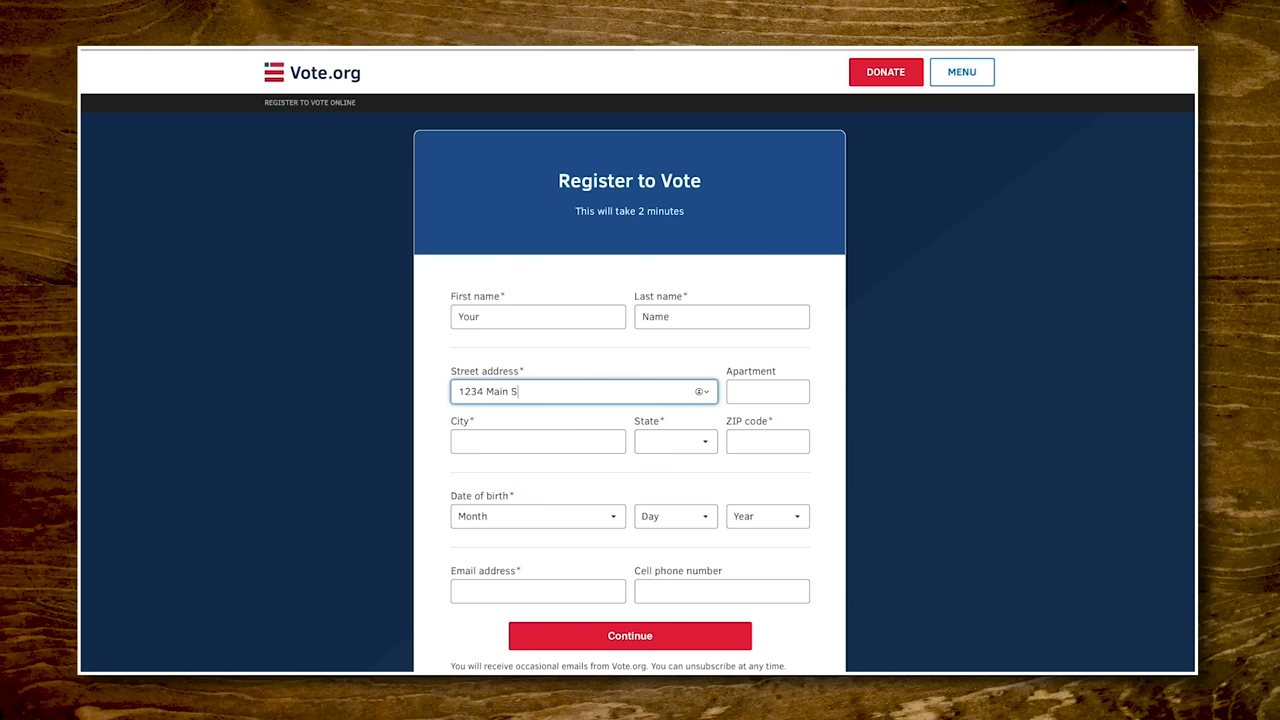 Vote.org
DONATE
MENU
REGISTER TO VOTE ONLINE
Register to Vote
This will take 2 minutes
First name* Last name*
Your Name
Street address* Apartment
1234 Main S
City* State* ZIP code*
Date of birth*
Month Day Year
Email address* Cell phone number
Continue
You will receive occasional emails from Vote.org. You can unsubscribe at any time.